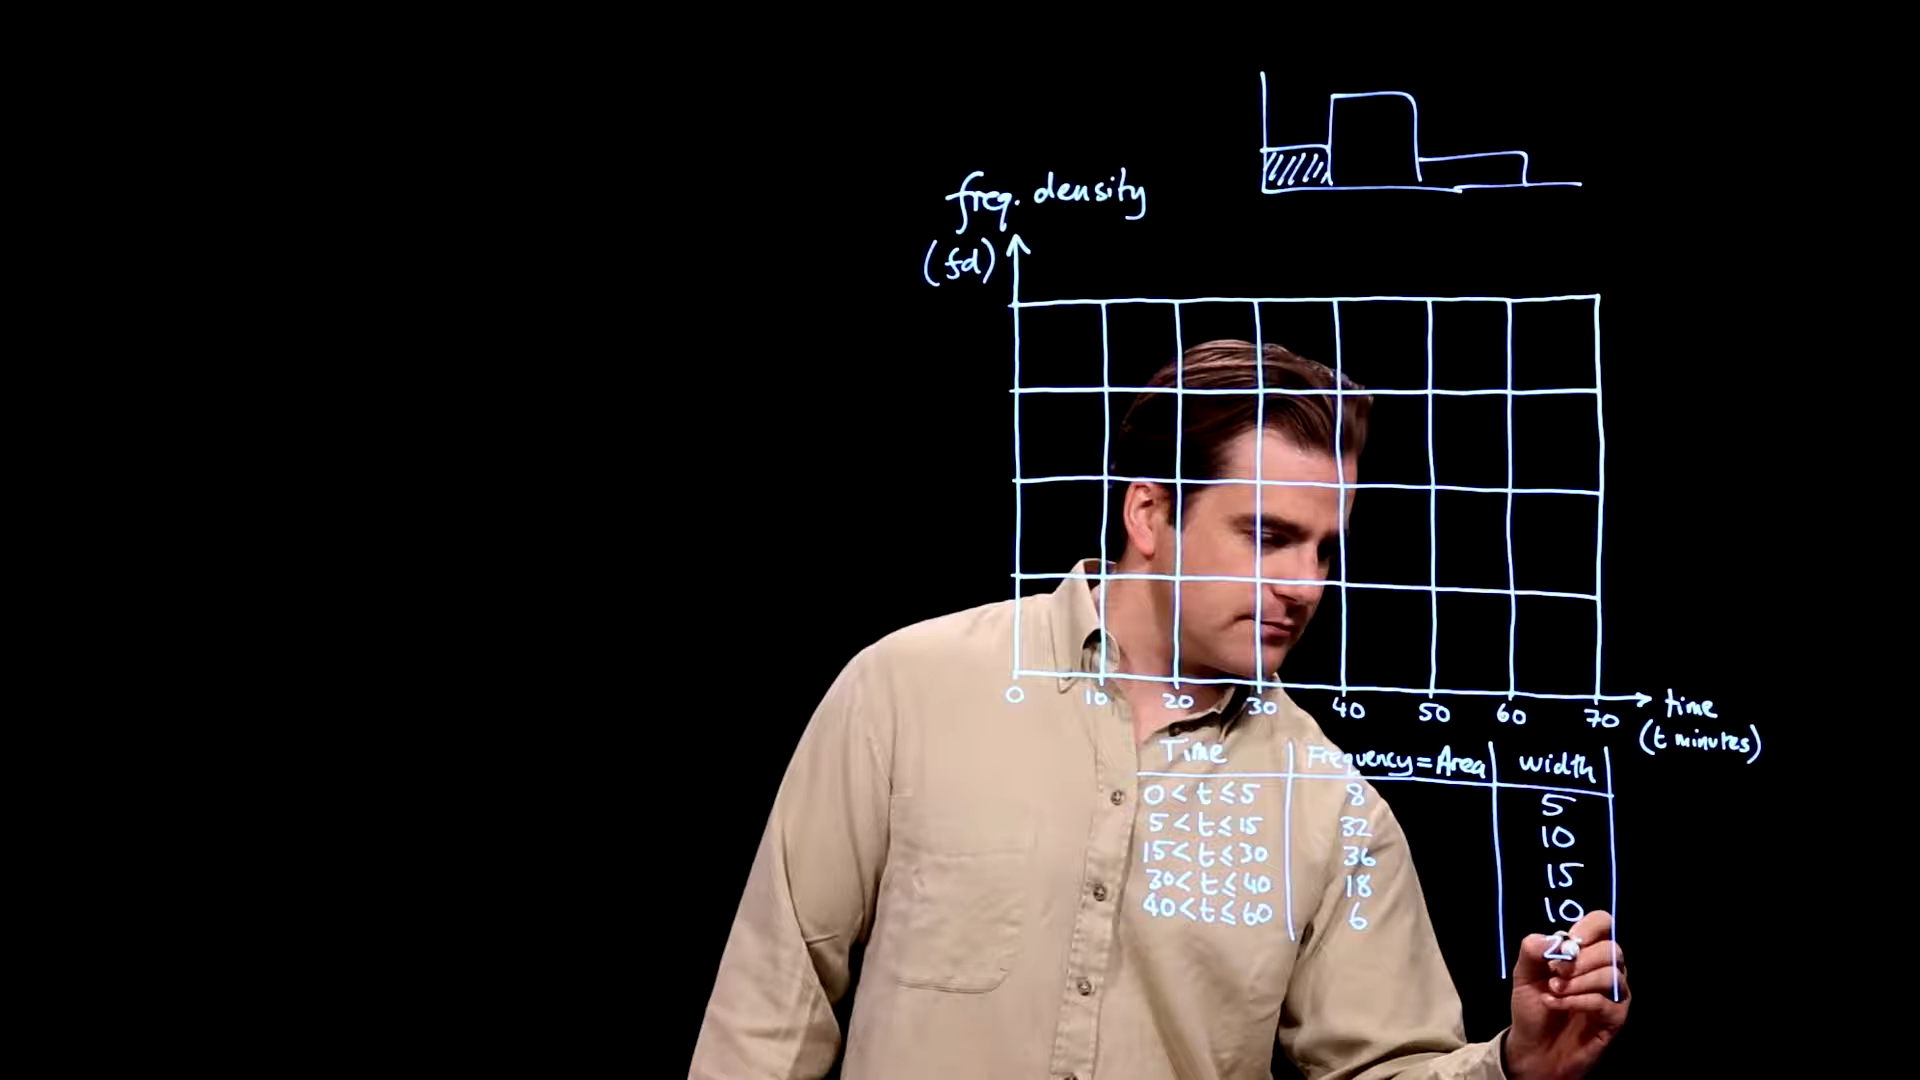 freq. density
(fd)
0 10 20 30 40 50 60 70
time
(t minutes)
Time Frequency = Area width
0 < t ≤ 5 8 5
5 < t ≤ 15 32 10
15 < t ≤ 30 36 15
30 < t ≤ 40 18 10
40 < t ≤ 60 6